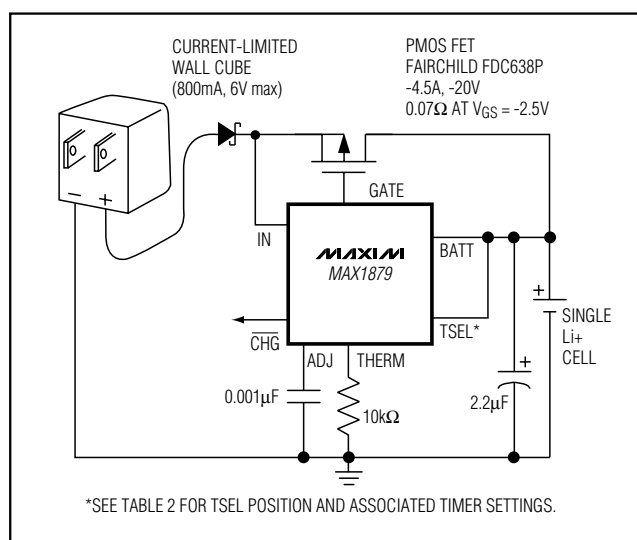 CURRENT-LIMITED
WALL CUBE
(800mA, 6V max)
PMOS FET
FAIRCHILD FDC638P
-4.5A, -20V
0.07Ω AT VGS = -2.5V
− +
GATE
IN
MAXIM
MAX1879
BATT
TSEL*
CHG
ADJ
THERM
0.001µF
10kΩ
+
2.2µF
+
SINGLE
Li+
CELL
*SEE TABLE 2 FOR TSEL POSITION AND ASSOCIATED TIMER SETTINGS.